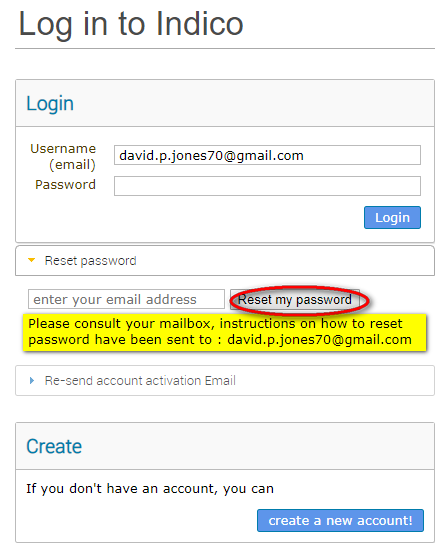 Log in to Indico
Login
Username
(email)
david.p.jones70@gmail.com
Password
Login
Reset password
enter your email address
Reset my password
Please consult your mailbox, instructions on how to reset
password have been sent to : david.p.jones70@gmail.com
Re-send account activation Email
Create
If you don't have an account, you can
create a new account!